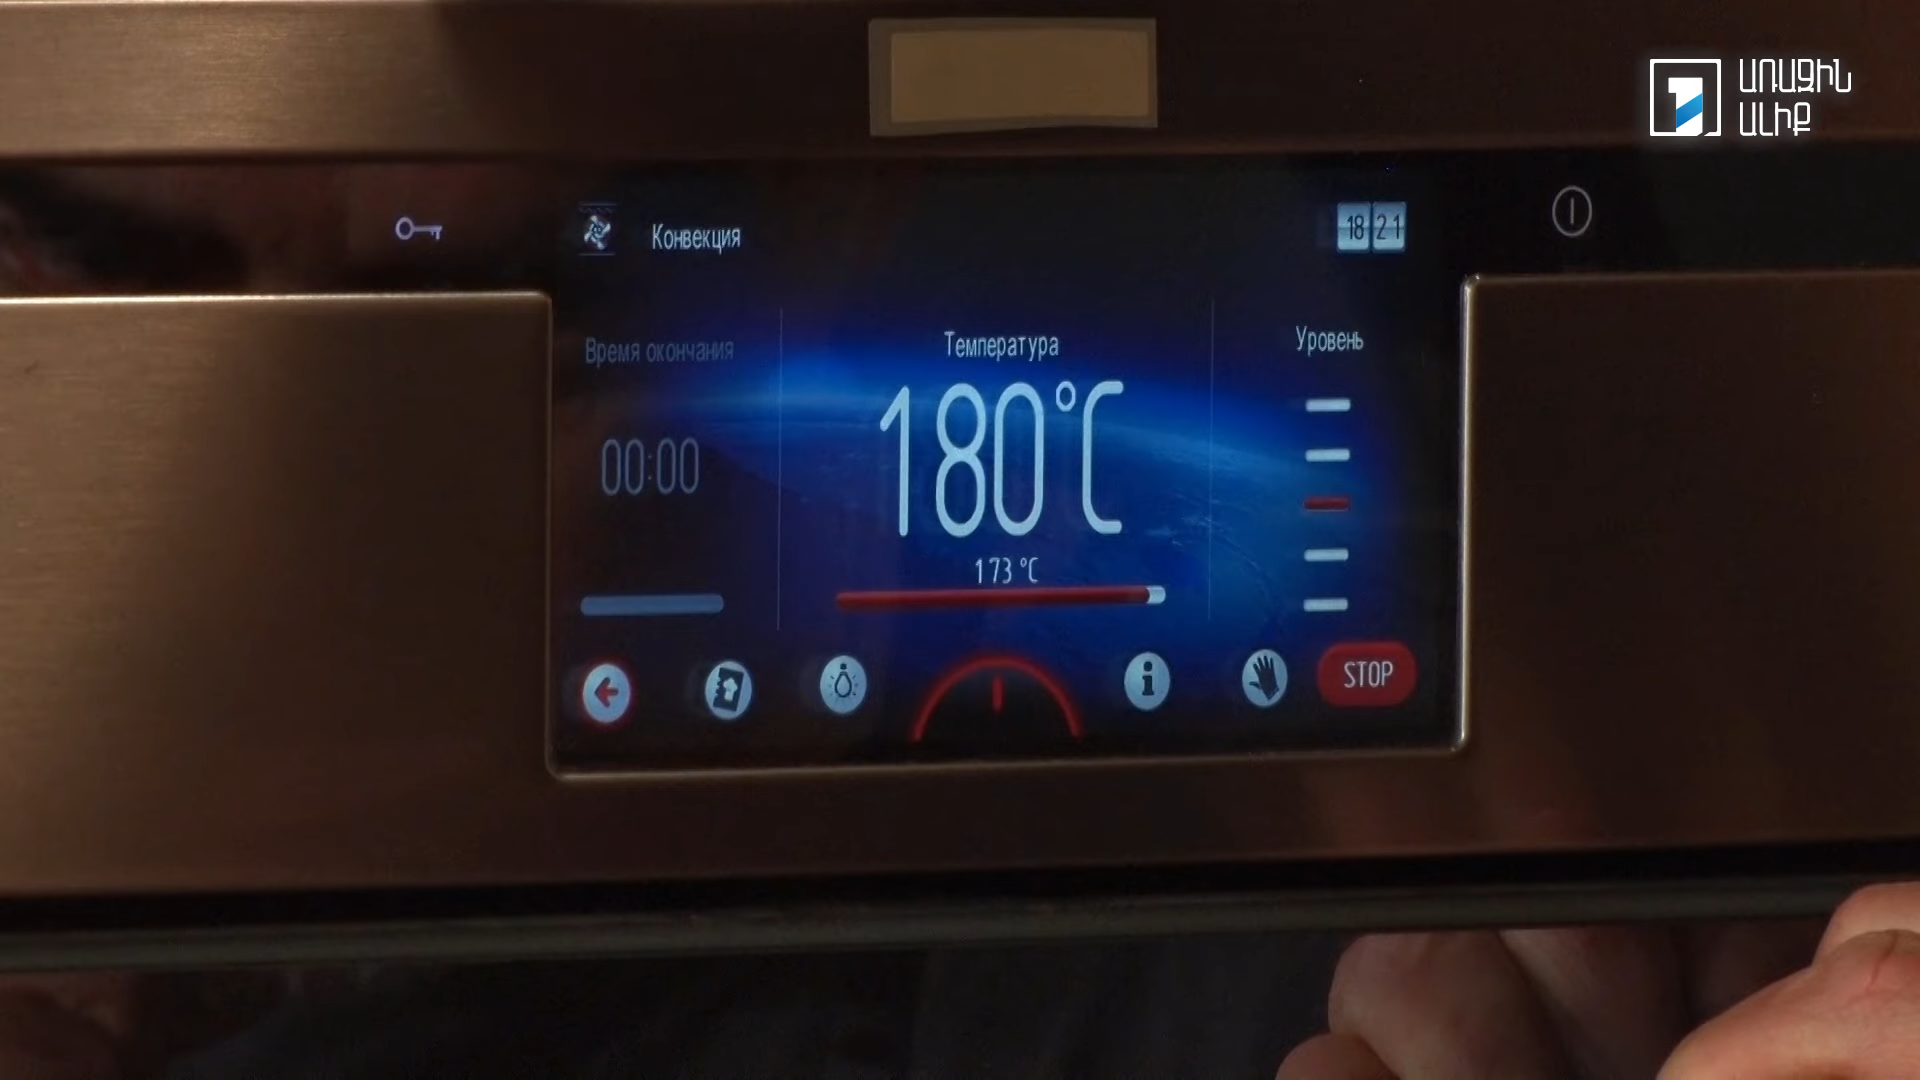 ԱՌԱՋԻՆ
ԱԼԻՔ
Конвекция
18 21
Время окончания
Температура
Уровень
180°C
00:00
173 °C
STOP